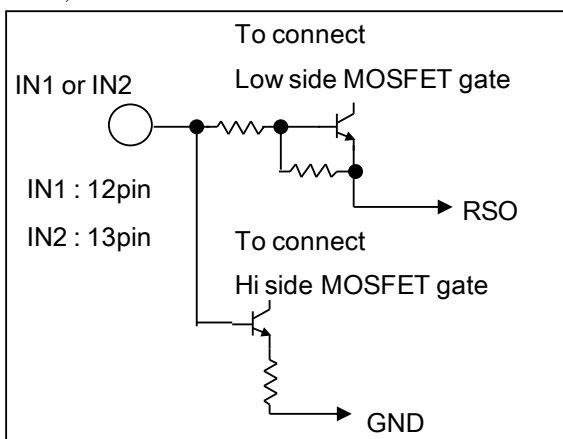 To connect
Low side MOSFET gate
IN1 or IN2
IN1 : 12pin
IN2 : 13pin
RSO
To connect
Hi side MOSFET gate
GND